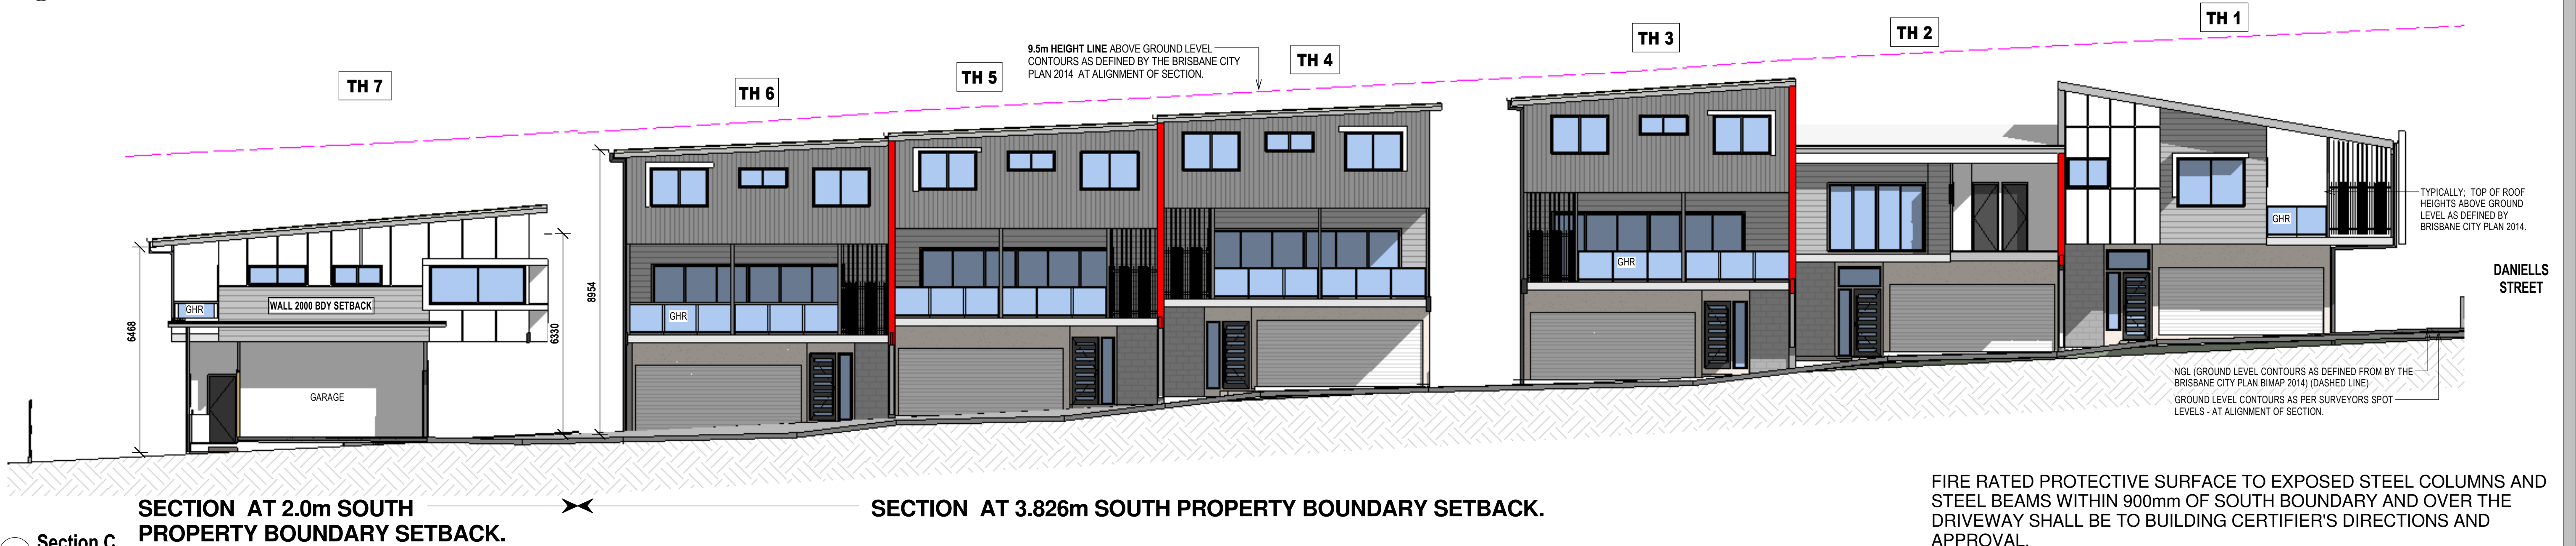 TH 1
TH 2
TH 3
TH 4
TH 5
TH 6
TH 7
9.5m HEIGHT LINE ABOVE GROUND LEVEL
CONTOURS AS DEFINED BY THE BRISBANE CITY
PLAN 2014 AT ALIGNMENT OF SECTION.
TYPICALLY; TOP OF ROOF
HEIGHTS ABOVE GROUND
LEVEL AS DEFINED BY
BRISBANE CITY PLAN 2014.
GHR
GHR
GHR
GHR
WALL 2000 BDY SETBACK
6468
6330
8954
GARAGE
DANIELLS
STREET
NGL (GROUND LEVEL CONTOURS AS DEFINED FROM BY THE
BRISBANE CITY PLAN BIMAP 2014) (DASHED LINE)
GROUND LEVEL CONTOURS AS PER SURVEYORS SPOT
LEVELS - AT ALIGNMENT OF SECTION.
SECTION AT 2.0m SOUTH
PROPERTY BOUNDARY SETBACK.
SECTION AT 3.826m SOUTH PROPERTY BOUNDARY SETBACK.
FIRE RATED PROTECTIVE SURFACE TO EXPOSED STEEL COLUMNS AND
STEEL BEAMS WITHIN 900mm OF SOUTH BOUNDARY AND OVER THE
DRIVEWAY SHALL BE TO BUILDING CERTIFIER'S DIRECTIONS AND
APPROVAL.
Section C